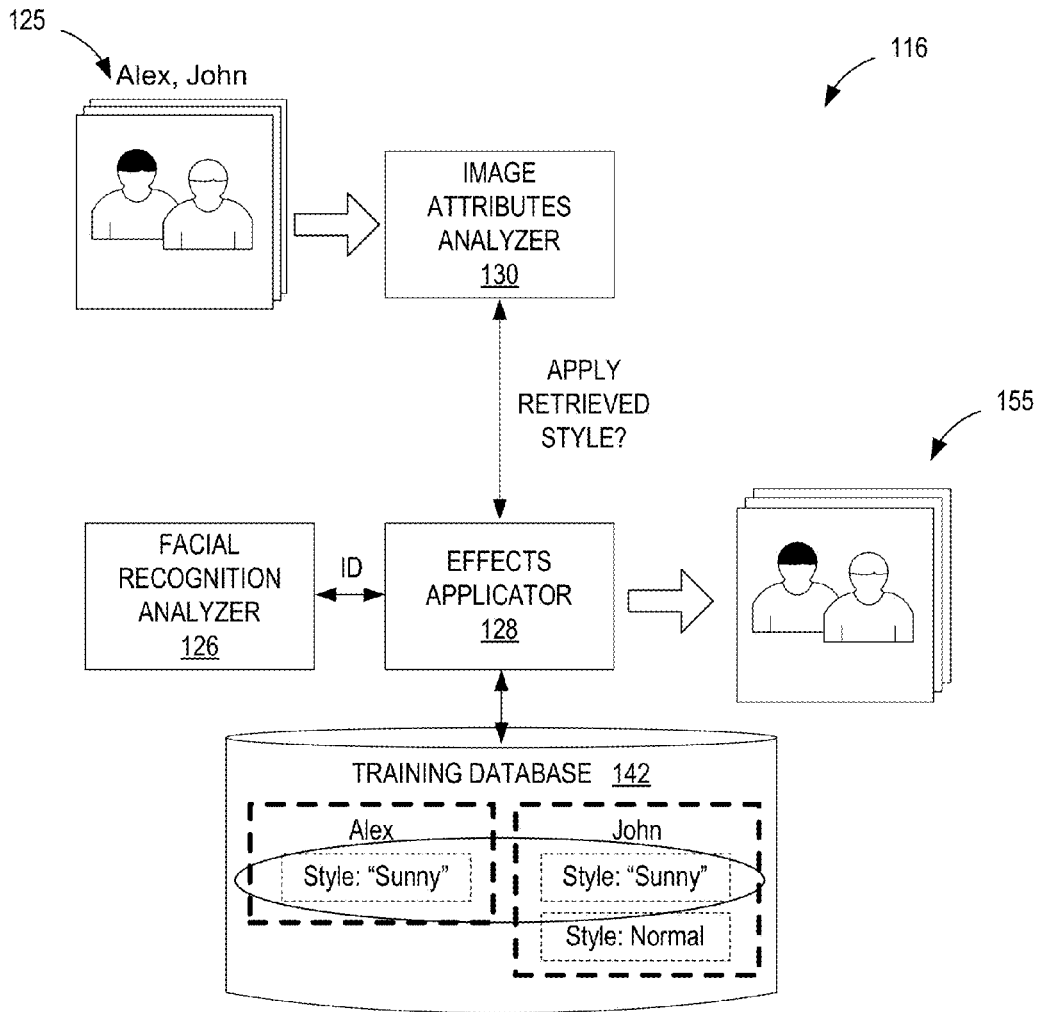 125
116
Alex, John
IMAGE
ATTRIBUTES
ANALYZER
130
APPLY
RETRIEVED
STYLE?
155
FACIAL
RECOGNITION
ANALYZER
126
ID
EFFECTS
APPLICATOR
128
TRAINING DATABASE 142
Alex
Style: “Sunny”
John
Style: “Sunny”
Style: Normal